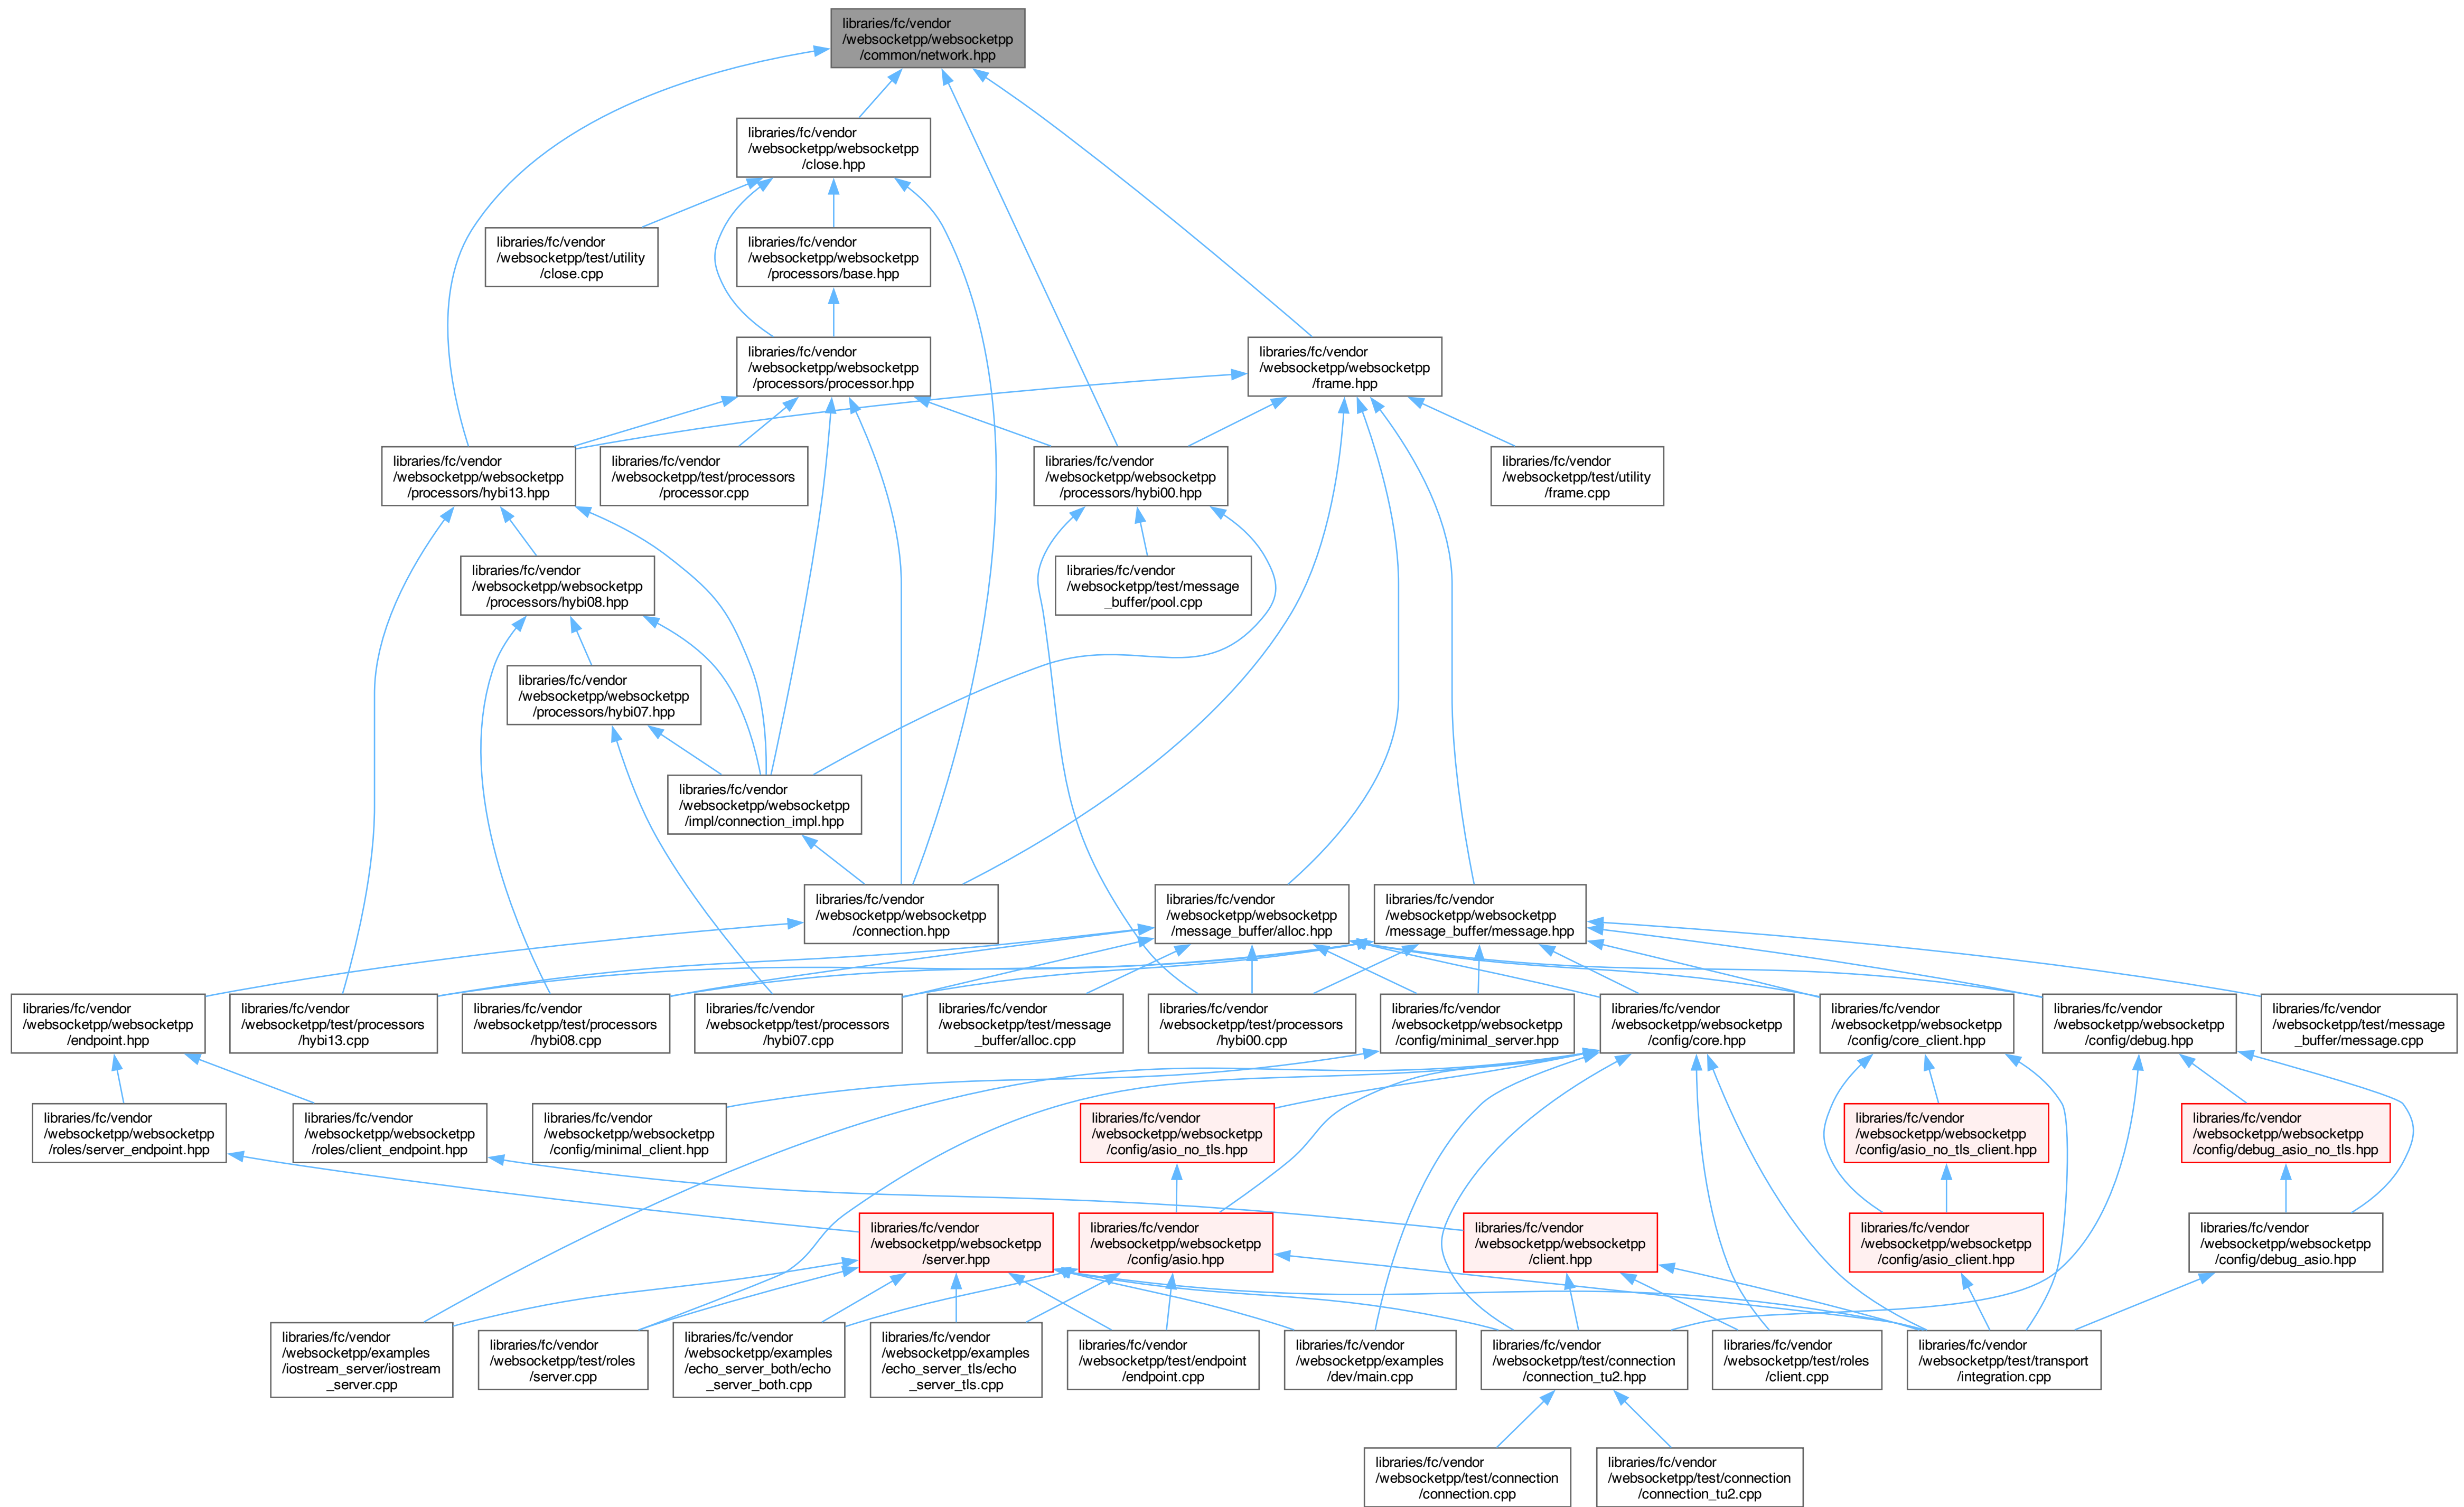 libraries/fc/vendor
/websocketpp/websocketpp
/common/network.hpp
libraries/fc/vendor
/websocketpp/websocketpp
/close.hpp
libraries/fc/vendor
/websocketpp/test/utility
/close.cpp
libraries/fc/vendor
/websocketpp/websocketpp
/processors/base.hpp
libraries/fc/vendor
/websocketpp/websocketpp
/processors/processor.hpp
libraries/fc/vendor
/websocketpp/websocketpp
/frame.hpp
libraries/fc/vendor
/websocketpp/websocketpp
/processors/hybi13.hpp
libraries/fc/vendor
/websocketpp/test/processors
/processor.cpp
libraries/fc/vendor
/websocketpp/websocketpp
/processors/hybi00.hpp
libraries/fc/vendor
/websocketpp/test/utility
/frame.cpp
libraries/fc/vendor
/websocketpp/websocketpp
/processors/hybi08.hpp
libraries/fc/vendor
/websocketpp/test/message
_buffer/pool.cpp
libraries/fc/vendor
/websocketpp/websocketpp
/processors/hybi07.hpp
libraries/fc/vendor
/websocketpp/websocketpp
/impl/connection_impl.hpp
libraries/fc/vendor
/websocketpp/websocketpp
/connection.hpp
libraries/fc/vendor
/websocketpp/websocketpp
/message_buffer/alloc.hpp
libraries/fc/vendor
/websocketpp/websocketpp
/message_buffer/message.hpp
libraries/fc/vendor
/websocketpp/websocketpp
/endpoint.hpp
libraries/fc/vendor
/websocketpp/test/processors
/hybi13.cpp
libraries/fc/vendor
/websocketpp/test/processors
/hybi08.cpp
libraries/fc/vendor
/websocketpp/test/processors
/hybi07.cpp
libraries/fc/vendor
/websocketpp/test/message
_buffer/alloc.cpp
libraries/fc/vendor
/websocketpp/test/processors
/hybi00.cpp
libraries/fc/vendor
/websocketpp/websocketpp
/config/minimal_server.hpp
libraries/fc/vendor
/websocketpp/websocketpp
/config/core.hpp
libraries/fc/vendor
/websocketpp/websocketpp
/config/core_client.hpp
libraries/fc/vendor
/websocketpp/websocketpp
/config/debug.hpp
libraries/fc/vendor
/websocketpp/test/message
_buffer/message.cpp
libraries/fc/vendor
/websocketpp/websocketpp
/roles/server_endpoint.hpp
libraries/fc/vendor
/websocketpp/websocketpp
/roles/client_endpoint.hpp
libraries/fc/vendor
/websocketpp/websocketpp
/config/minimal_client.hpp
libraries/fc/vendor
/websocketpp/websocketpp
/config/asio_no_tls.hpp
libraries/fc/vendor
/websocketpp/websocketpp
/config/asio_no_tls_client.hpp
libraries/fc/vendor
/websocketpp/websocketpp
/config/debug_asio_no_tls.hpp
libraries/fc/vendor
/websocketpp/websocketpp
/server.hpp
libraries/fc/vendor
/websocketpp/websocketpp
/config/asio.hpp
libraries/fc/vendor
/websocketpp/websocketpp
/client.hpp
libraries/fc/vendor
/websocketpp/websocketpp
/config/asio_client.hpp
libraries/fc/vendor
/websocketpp/websocketpp
/config/debug_asio.hpp
libraries/fc/vendor
/websocketpp/examples
/iostream_server/iostream
_server.cpp
libraries/fc/vendor
/websocketpp/test/roles
/server.cpp
libraries/fc/vendor
/websocketpp/examples
/echo_server_both/echo
_server_both.cpp
libraries/fc/vendor
/websocketpp/examples
/echo_server_tls/echo
_server_tls.cpp
libraries/fc/vendor
/websocketpp/test/endpoint
/endpoint.cpp
libraries/fc/vendor
/websocketpp/examples
/dev/main.cpp
libraries/fc/vendor
/websocketpp/test/connection
/connection_tu2.hpp
libraries/fc/vendor
/websocketpp/test/roles
/client.cpp
libraries/fc/vendor
/websocketpp/test/transport
/integration.cpp
libraries/fc/vendor
/websocketpp/test/connection
/connection.cpp
libraries/fc/vendor
/websocketpp/test/connection
/connection_tu2.cpp